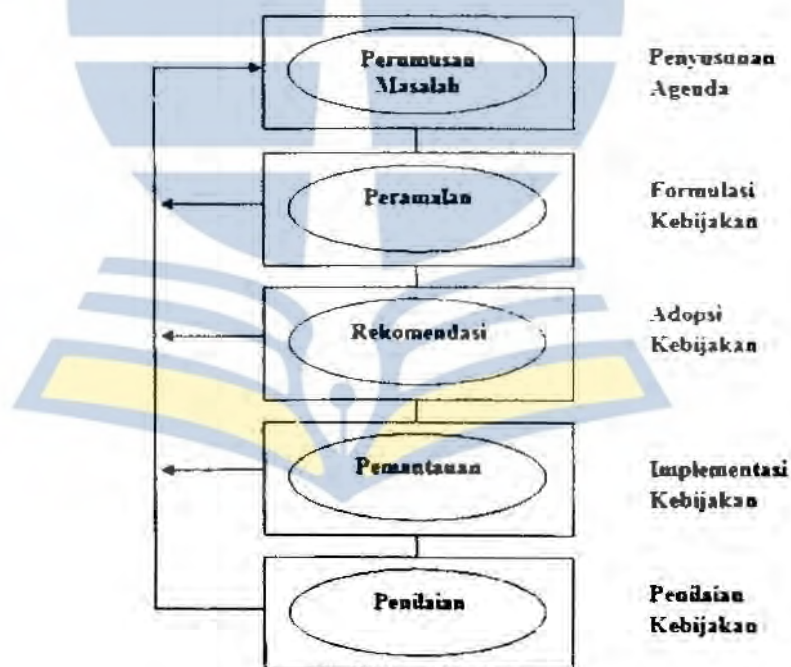 Perumusan
Masalah
Penyusunan
Agenda
Peramalan
Formulasi
Kebijakan
Rekomendasi
Adopsi
Kebijakan
Pemantauan
Implementasi
Kebijakan
Penilaian
Penilaian
Kebijakan